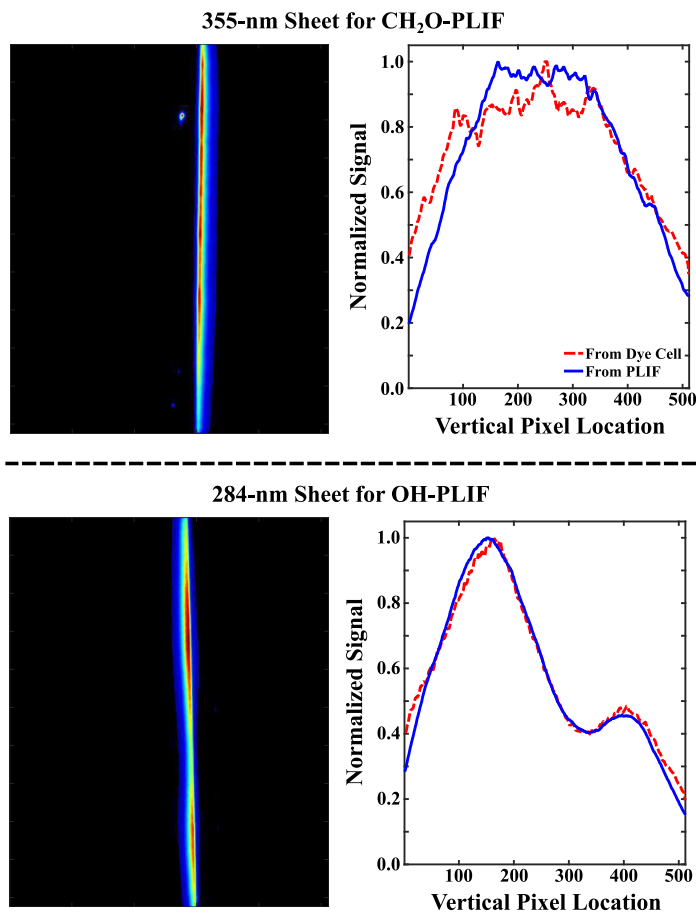 355-nm Sheet for CH₂O-PLIF
Normalized Signal
1.0
0.8
0.6
0.4
0.2
0.0
From Dye Cell
From PLIF
100 200 300 400 500
Vertical Pixel Location
284-nm Sheet for OH-PLIF
Normalized Signal
1.0
0.8
0.6
0.4
0.2
0.0
100 200 300 400 500
Vertical Pixel Location